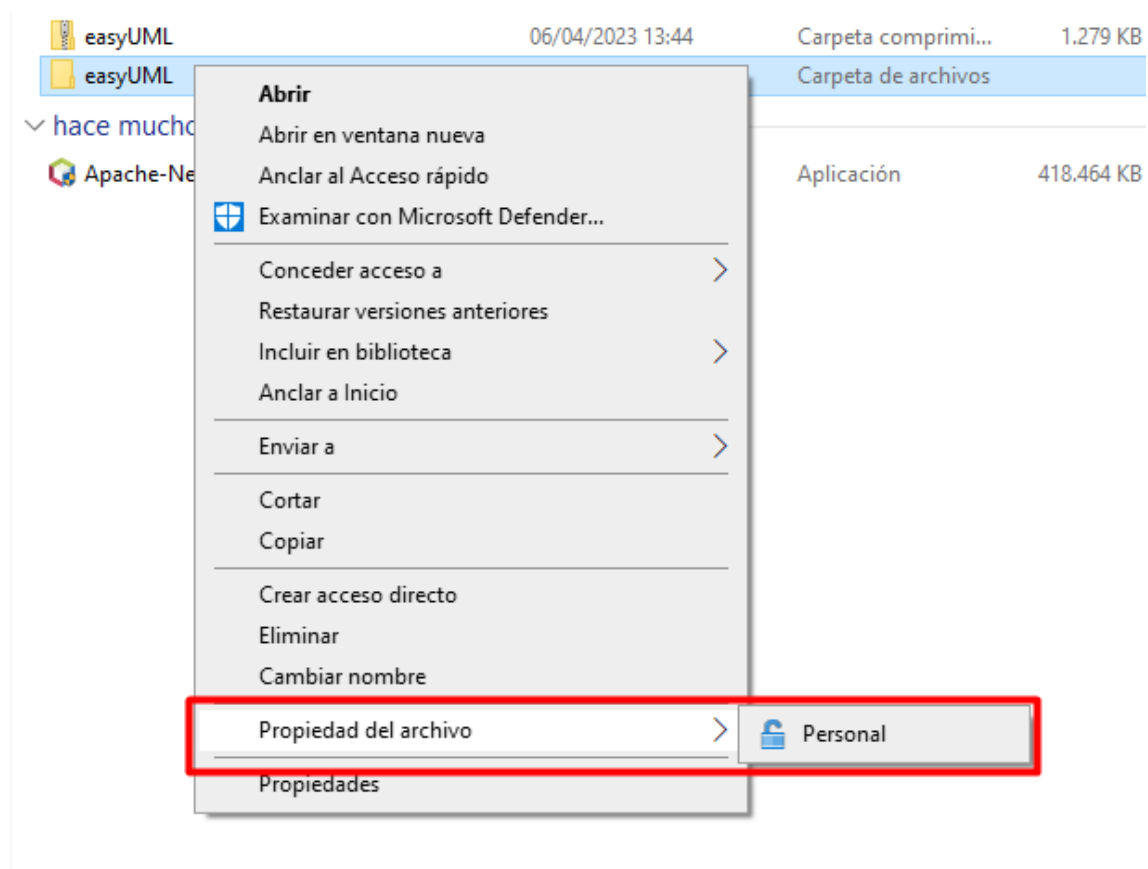 easyUML 06/04/2023 13:44 Carpeta comprimi... 1.279 KB
easyUML Carpeta de archivos
hace mucho
Apache-Ne Aplicación 418.464 KB
Abrir
Abrir en ventana nueva
Anclar al Acceso rápido
Examinar con Microsoft Defender...
Conceder acceso a
Restaurar versiones anteriores
Incluir en biblioteca
Anclar a Inicio
Enviar a
Cortar
Copiar
Crear acceso directo
Eliminar
Cambiar nombre
Propiedad del archivo
Personal
Propiedades